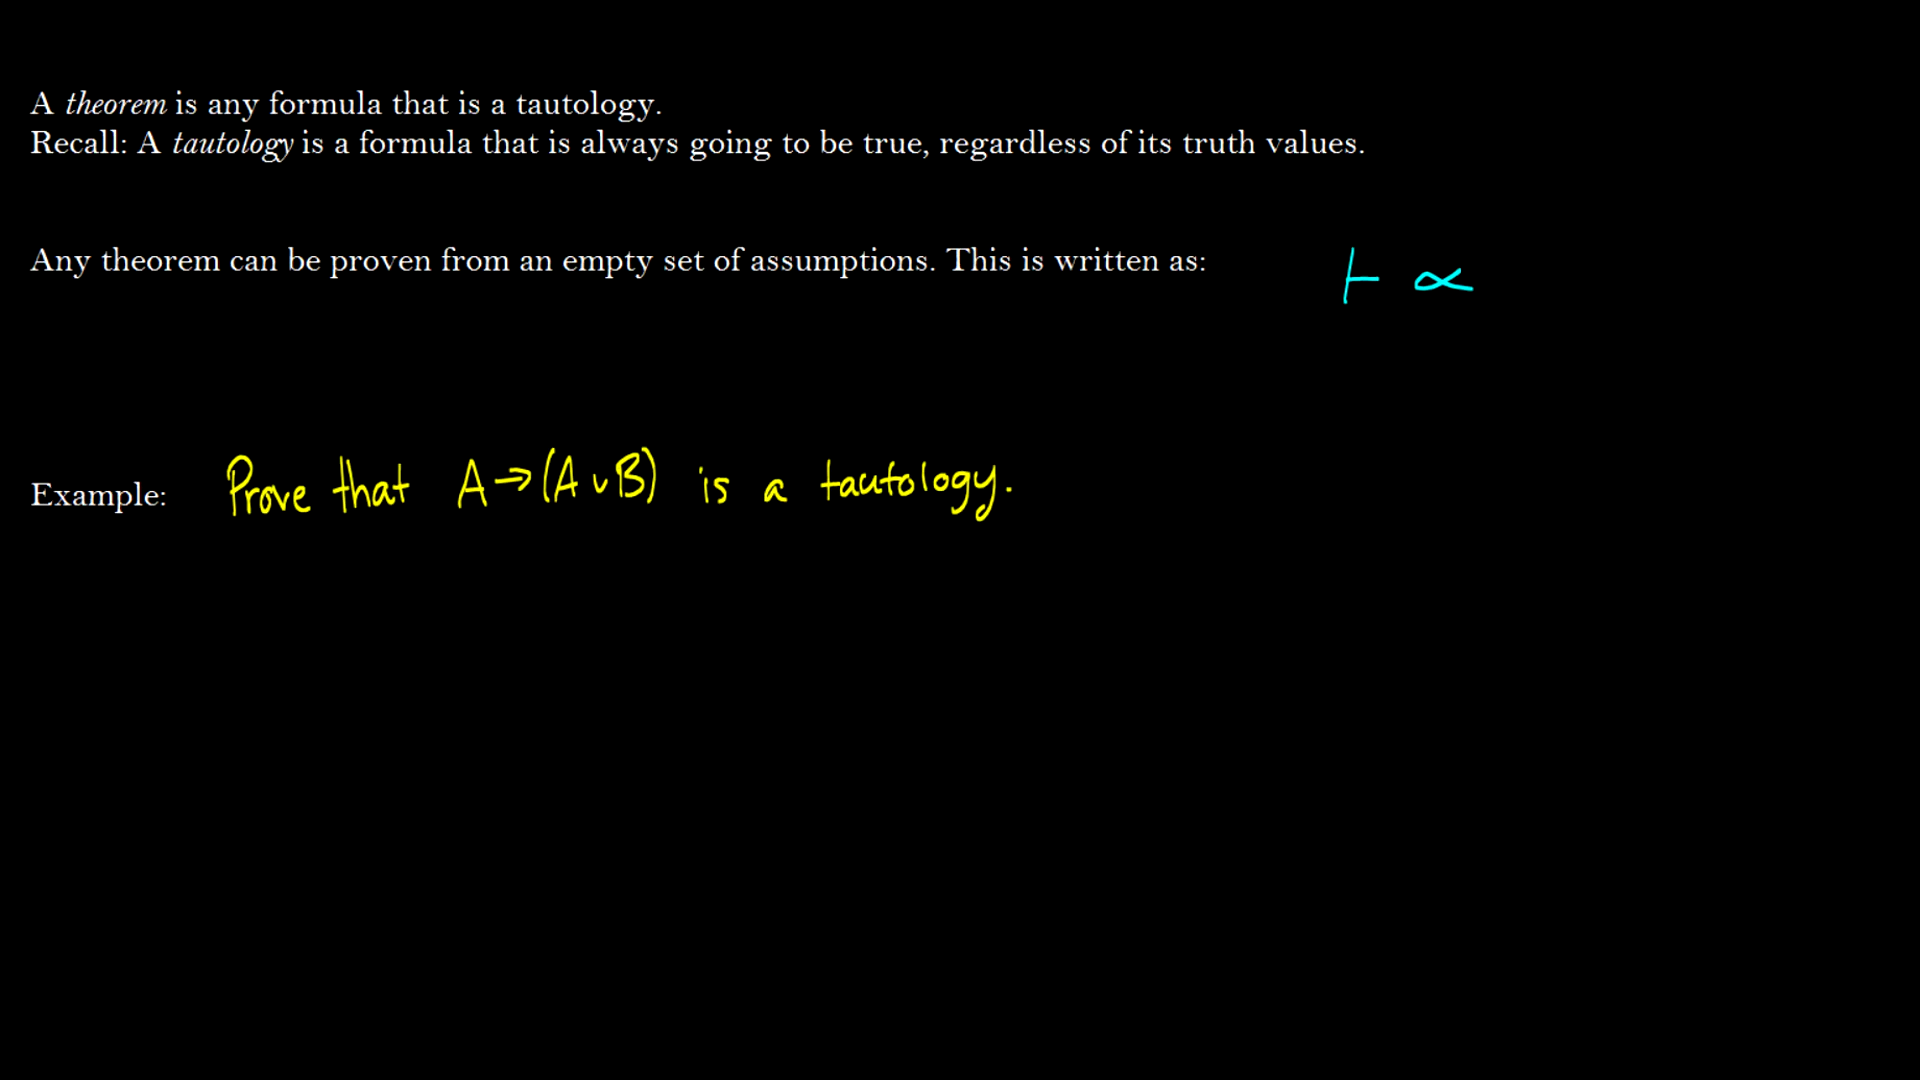 A theorem is any formula that is a tautology.
Recall: A tautology is a formula that is always going to be true, regardless of its truth values.
Any theorem can be proven from an empty set of assumptions. This is written as: ⊢ ∝
Example: Prove that A→(A∨B) is a tautology.